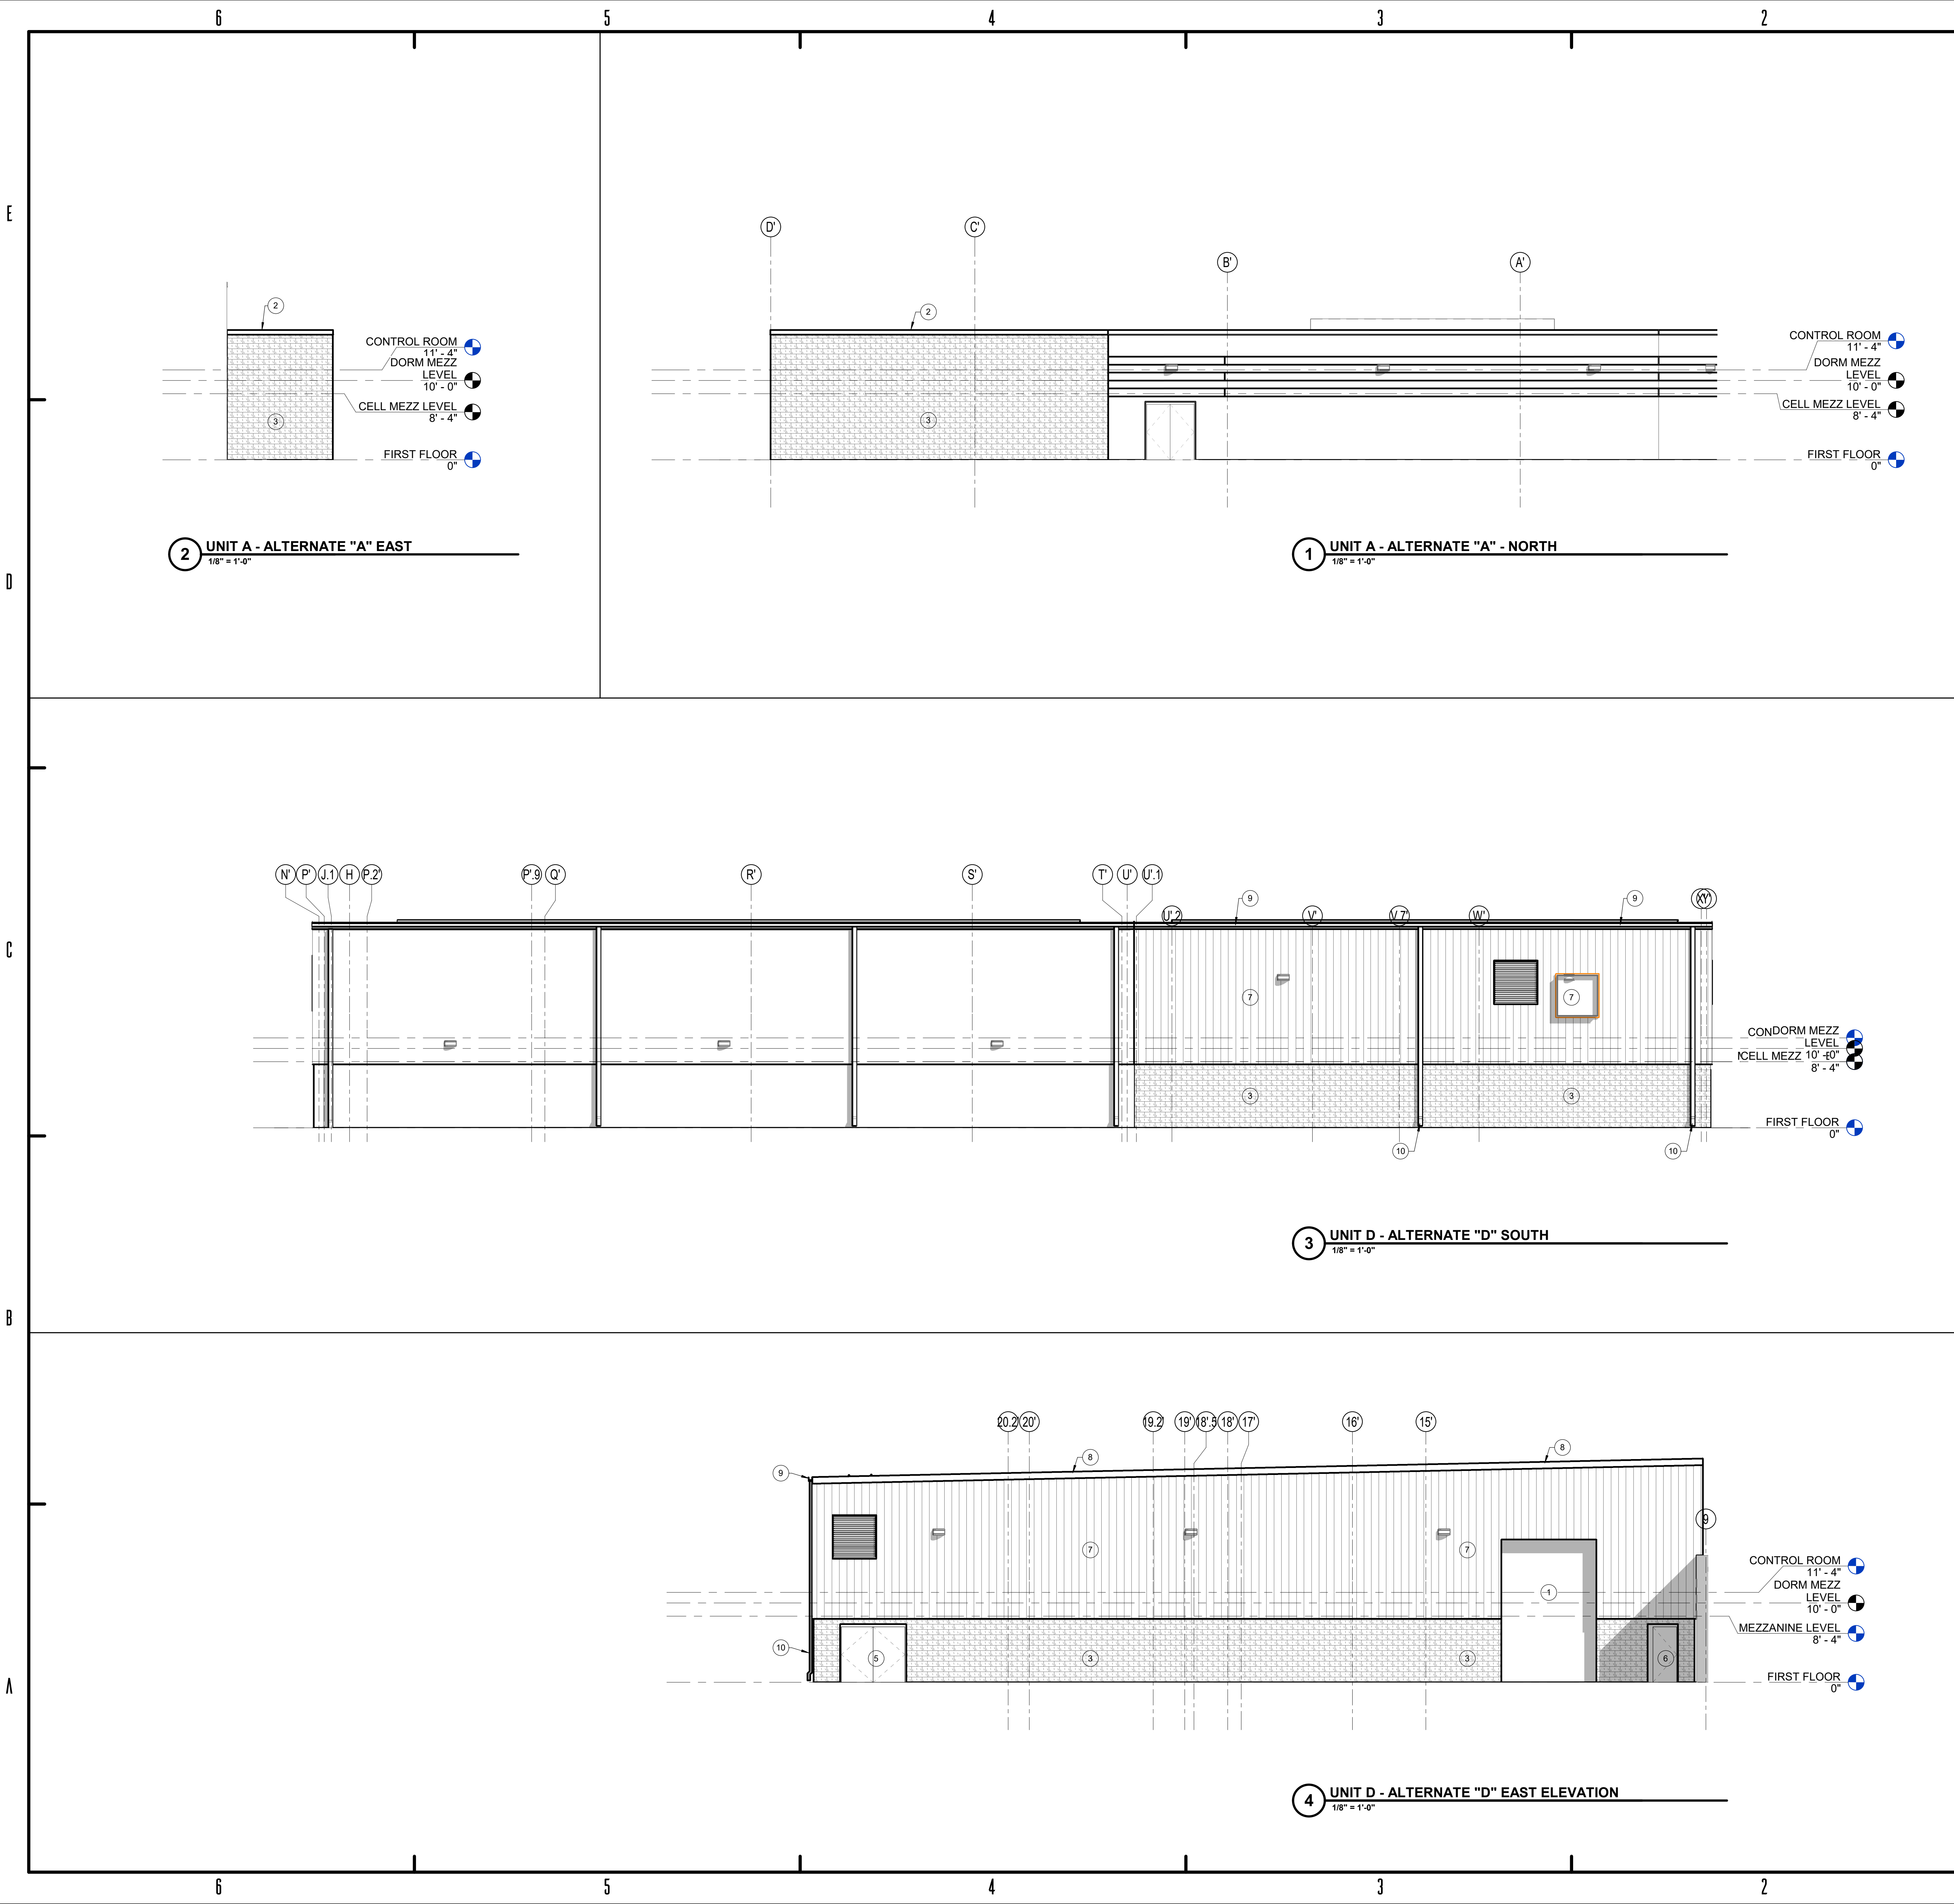 6 5 4 3 2
E
D
C
B
A
D' C'
B' A'
2
2
CONTROL ROOM
11' - 4"
DORM MEZZ
LEVEL
10' - 0"
CELL MEZZ LEVEL
8' - 4"
3
FIRST FLOOR
0"
CONTROL ROOM
11' - 4"
DORM MEZZ
LEVEL
10' - 0"
CELL MEZZ LEVEL
8' - 4"
3
FIRST FLOOR
0"
2 UNIT A - ALTERNATE "A" EAST
1/8" = 1'-0"
1 UNIT A - ALTERNATE "A" - NORTH
1/8" = 1'-0"
N' P' J.1 H P.2' P'.9 Q' R' S' T' U' U'.1
9 9 X' Y'
U'.2 V' V.7' W'
7 7
DORM MEZZ
CON
LEVEL
10' - 0"
CELL MEZZ
8' - 4"
3 3
FIRST FLOOR
0"
10 10
3 UNIT D - ALTERNATE "D" SOUTH
1/8" = 1'-0"
20.2' 20' 19.2' 19' 18'.5 18' 17' 16' 15'
8 8
9
9
7 7
CONTROL ROOM
11' - 4"
DORM MEZZ
LEVEL
10' - 0"
1
MEZZANINE LEVEL
8' - 4"
10 5 3 3 6
FIRST FLOOR
0"
4 UNIT D - ALTERNATE "D" EAST ELEVATION
1/8" = 1'-0"
6 5 4 3 2